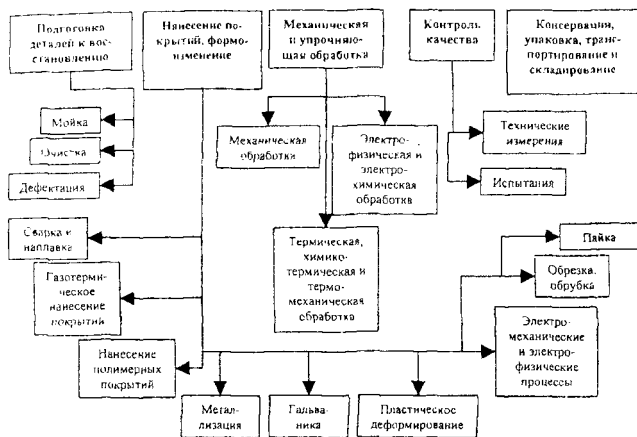 Подготовка
деталей к вос-
становлению
Нанесение по-
крытий, формо-
изменение
Механическая
и упрочняю-
щая обработка
Контроль
качества
Консервация,
упаковка, транс-
портирование и
складирование
Мойка
Очистка
Дефектация
Механическая
обработка
Электро-
физическая и
электро-
химическая
обработка
Технические
измерения
Испытания
Сварка и
наплавка
Газотерми-
ческое
нанесение
покрытий
Нанесение
полимерных
покрытий
Термическая,
химико-
термическая и
термо-
механическая
обработка
Пайка
Обрезка,
обрубка
Электро-
механические
и электро-
физические
процессы
Метал-
лизация
Гальва-
ника
Пластическое
деформирование